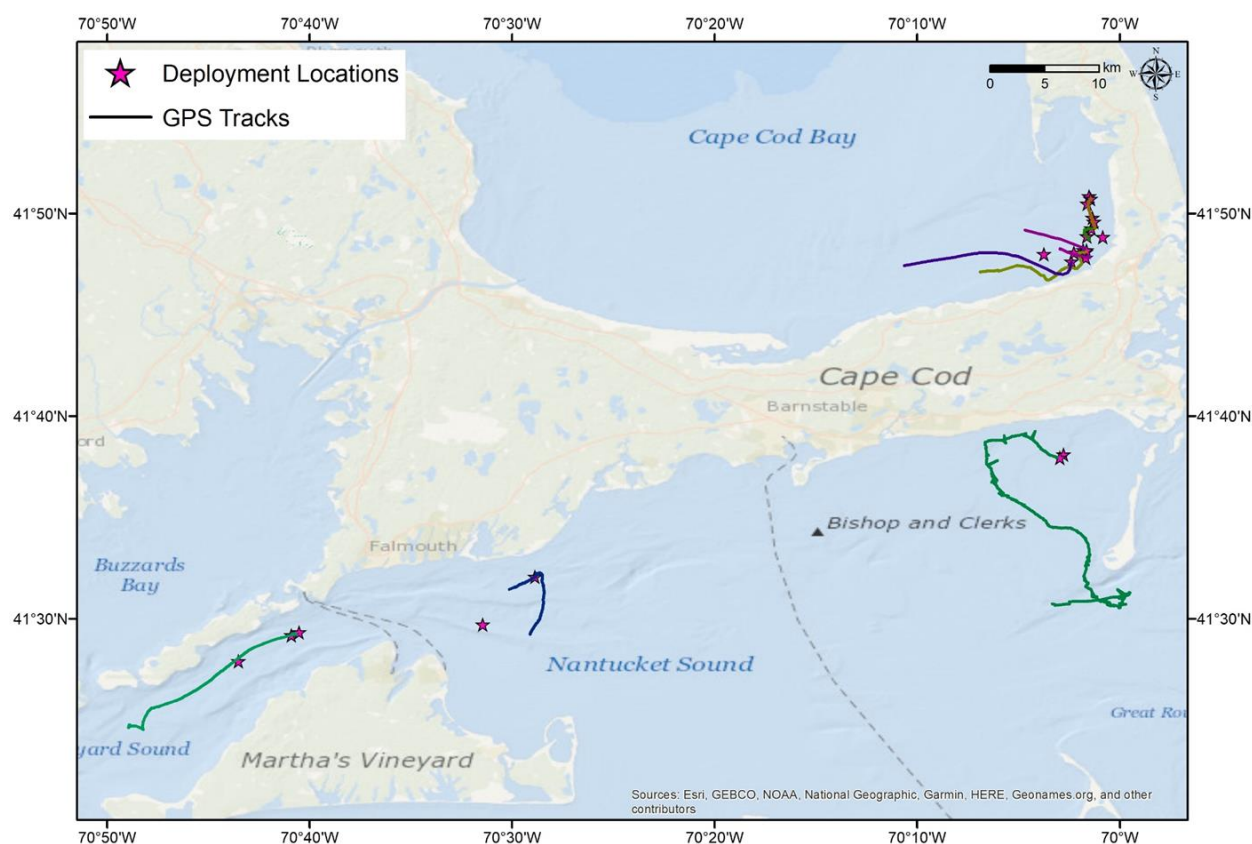 70°50'W 70°40'W 70°30'W 70°20'W 70°10'W 70°W
Deployment Locations
GPS Tracks
N
W E
S
km
0 5 10
Cape Cod Bay
41°50'N 41°50'N
Cape Cod
Barnstable
41°40'N 41°40'N
ord
Bishop and Clerks
Falmouth
Buzzards
Bay
41°30'N 41°30'N
Nantucket Sound
Great Rou
yard Sound
Martha's Vineyard
Sources: Esri, GEBCO, NOAA, National Geographic, Garmin, HERE, Geonames.org, and other
contributors
70°50'W 70°40'W 70°30'W 70°20'W 70°10'W 70°W